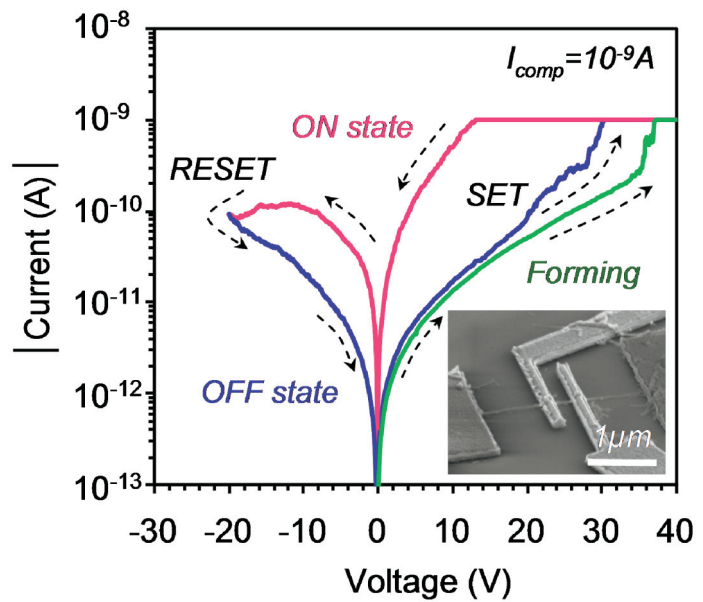 10⁻⁸
I_comp=10⁻⁹A
10⁻⁹
ON state
RESET
SET
10⁻¹⁰
|Current (A)|
Forming
10⁻¹¹
10⁻¹²
OFF state
1μm
10⁻¹³
-30 -20 -10 0 10 20 30 40
Voltage (V)